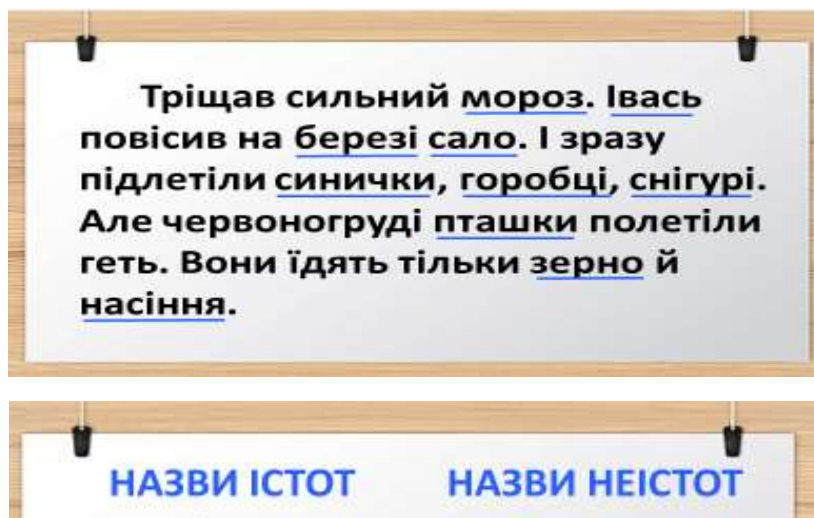 Тріщав сильний мороз. Івась
повісив на березі сало. І зразу
підлетіли синички, горобці, снігурі.
Але червоногруді пташки полетіли
геть. Вони їдять тільки зерно й
насіння.
НАЗВИ ІСТОТ НАЗВИ НЕІСТОТ